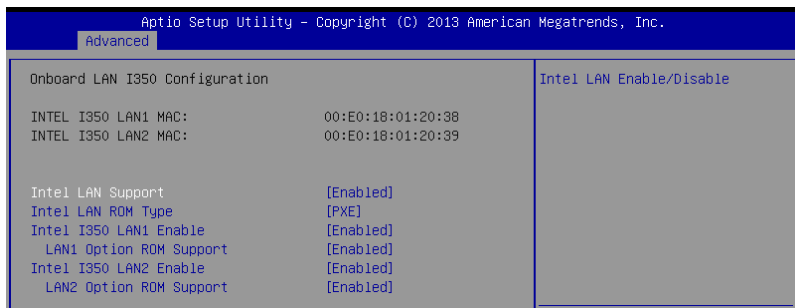 Aptio Setup Utility – Copyright (C) 2013 American Megatrends, Inc.
Advanced
Onboard LAN I350 Configuration
Intel LAN Enable/Disable
INTEL I350 LAN1 MAC: 00:E0:18:01:20:38
INTEL I350 LAN2 MAC: 00:E0:18:01:20:39
Intel LAN Support [Enabled]
Intel LAN ROM Type [PXE]
Intel I350 LAN1 Enable [Enabled]
LAN1 Option ROM Support [Enabled]
Intel I350 LAN2 Enable [Enabled]
LAN2 Option ROM Support [Enabled]